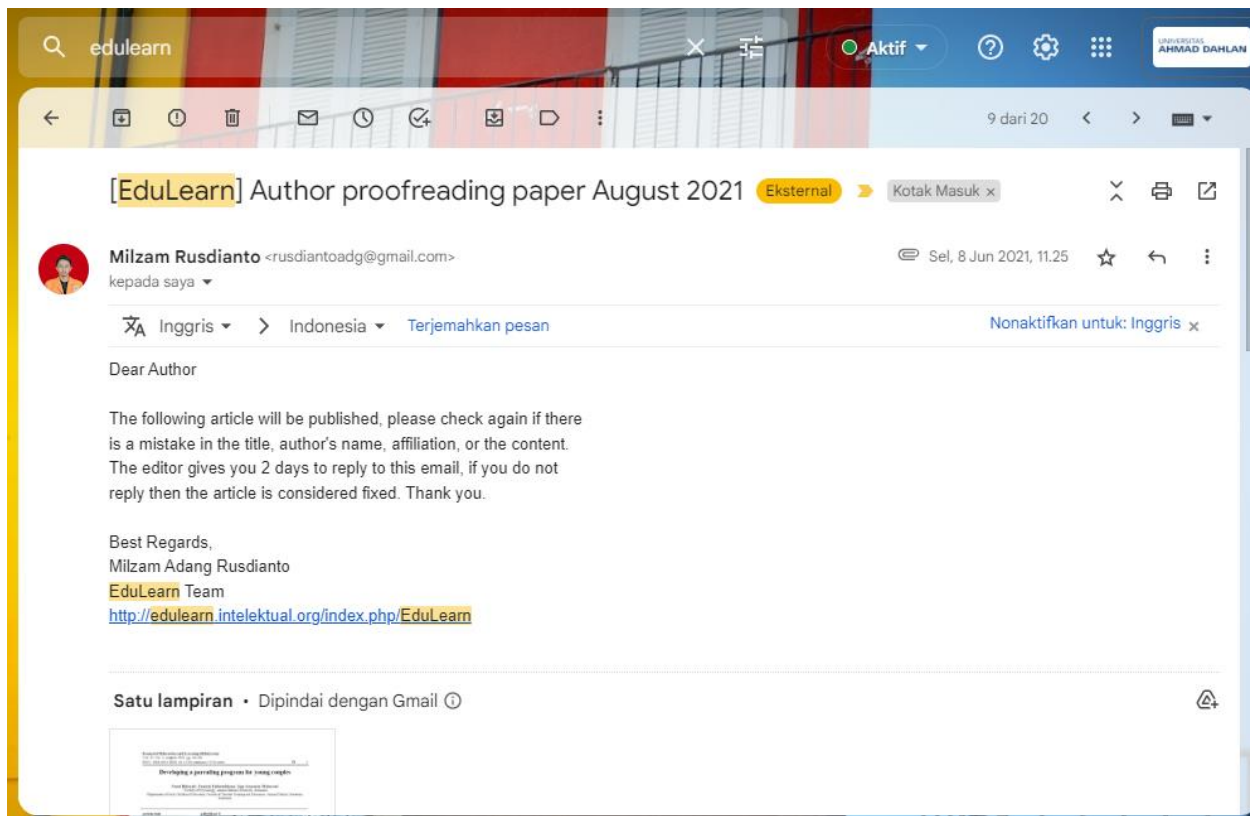 edulearn
Aktif
UNIVERSITAS
AHMAD DAHLAN
9 dari 20
[EduLearn] Author proofreading paper August 2021 Eksternal Kotak Masuk ×
Milzam Rusdianto <rusdiantoadg@gmail.com>
Sel, 8 Jun 2021, 11.25
kepada saya
Inggris > Indonesia Terjemahkan pesan
Nonaktifkan untuk: Inggris ×
Dear Author
The following article will be published, please check again if there
is a mistake in the title, author's name, affiliation, or the content.
The editor gives you 2 days to reply to this email, if you do not
reply then the article is considered fixed. Thank you.
Best Regards,
Milzam Adang Rusdianto
EduLearn Team
http://edulearn.intelektual.org/index.php/EduLearn
Satu lampiran • Dipindai dengan Gmail
Developing a parenting program for young couples